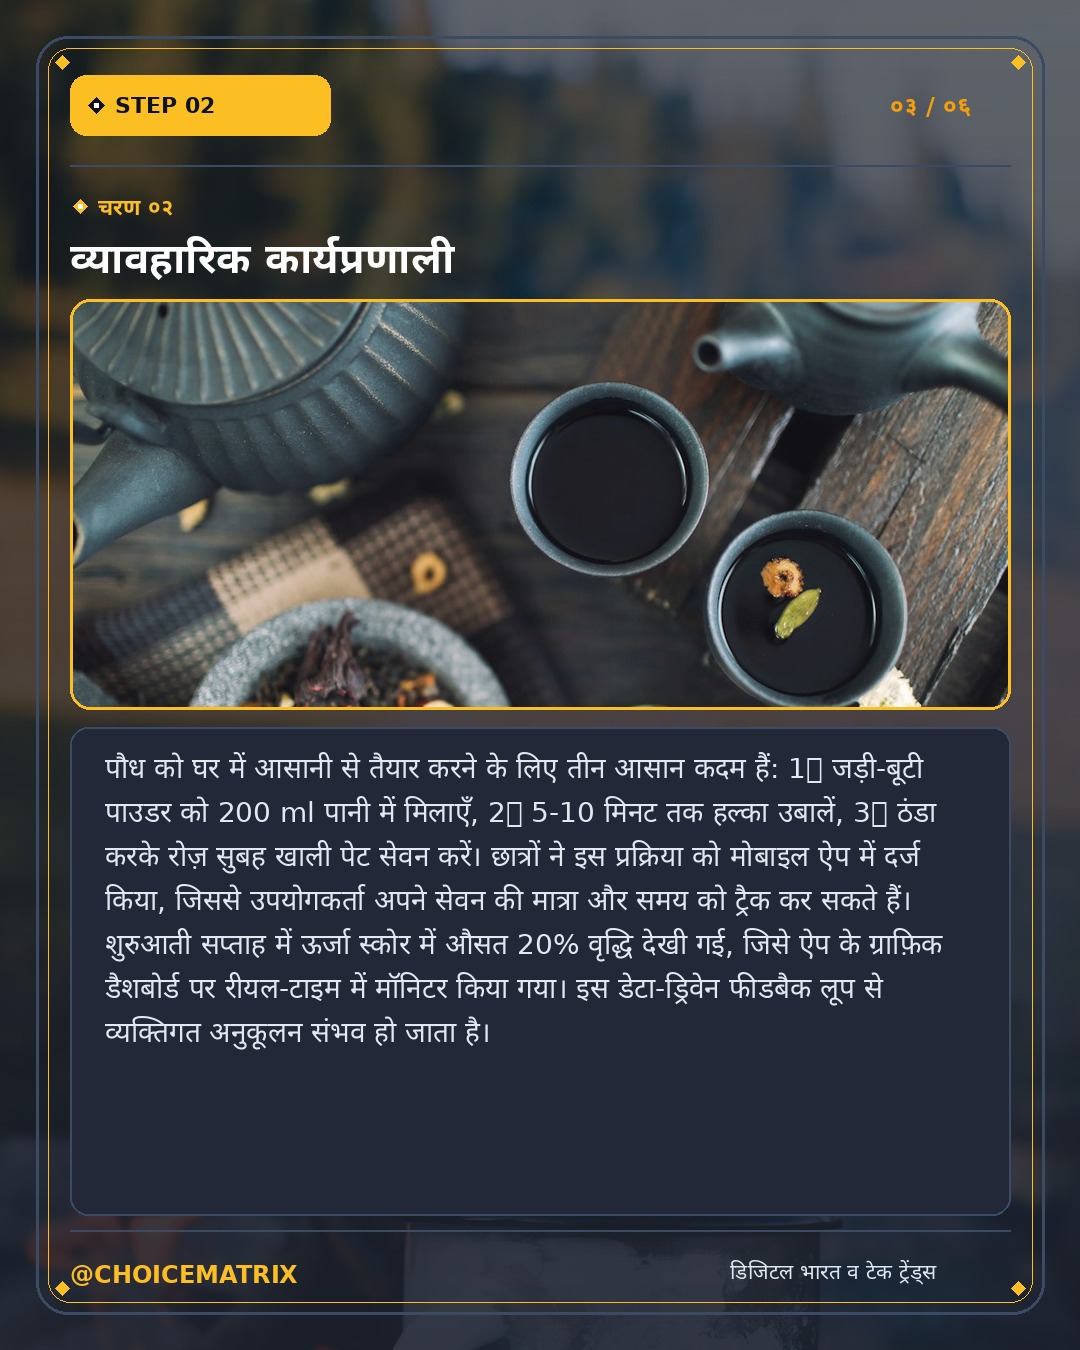 STEP 02
०३ / ०६
चरण ०२
व्यावहारिक कार्यप्रणाली
पौध को घर में आसानी से तैयार करने के लिए तीन आसान कदम हैं: 1▯ जड़ी-बूटी
पाउडर को 200 ml पानी में मिलाएँ, 2▯ 5-10 मिनट तक हल्का उबालें, 3▯ ठंडा
करके रोज़ सुबह खाली पेट सेवन करें। छात्रों ने इस प्रक्रिया को मोबाइल ऐप में दर्ज
किया, जिससे उपयोगकर्ता अपने सेवन की मात्रा और समय को ट्रैक कर सकते हैं।
शुरुआती सप्ताह में ऊर्जा स्कोर में औसत 20% वृद्धि देखी गई, जिसे ऐप के ग्राफ़िक
डैशबोर्ड पर रीयल-टाइम में मॉनिटर किया गया। इस डेटा-ड्रिवेन फीडबैक लूप से
व्यक्तिगत अनुकूलन संभव हो जाता है।
@CHOICEMATRIX
डिजिटल भारत व टेक ट्रेंड्स